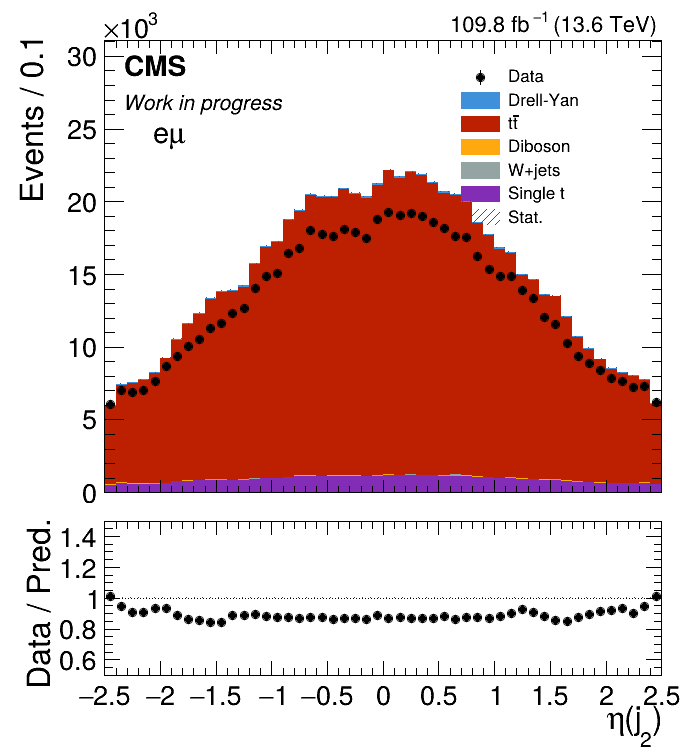 ×10³
109.8 fb⁻¹ (13.6 TeV)
CMS
Work in progress
eμ
Data
Drell-Yan
tt̄
Diboson
W+jets
Single t
Stat.
Events / 0.1
30
25
20
15
10
5
0
Data / Pred.
1.4
1.2
1
0.8
0.6
−2.5 −2 −1.5 −1 −0.5 0 0.5 1 1.5 2 2.5
η(j₂)